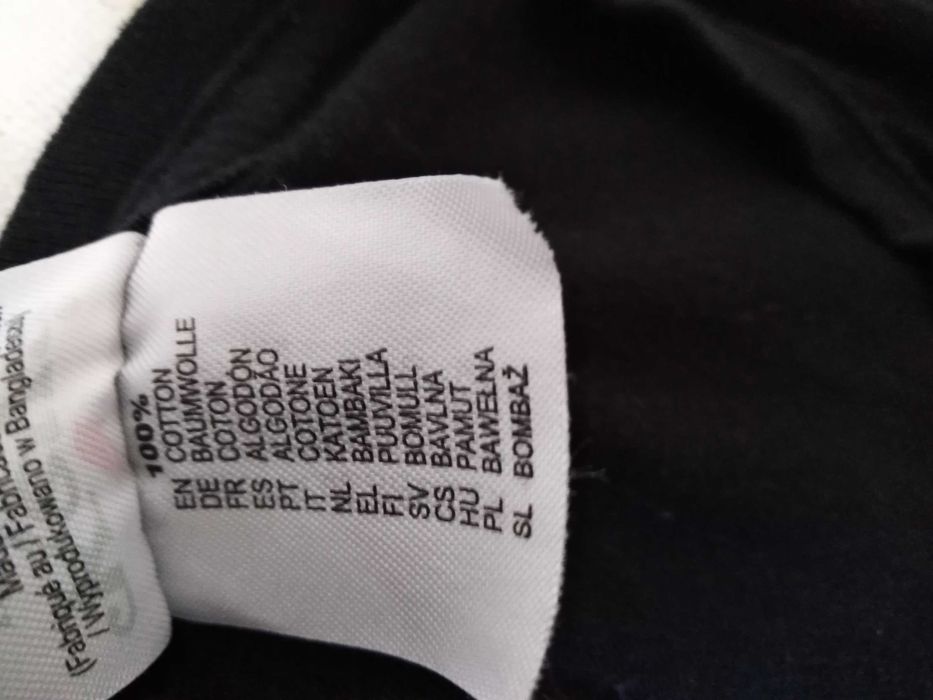 Made
(Fabriqué au | Fabricado
/ Wyprodukowano w Bangladeszu
100%
EN COTTON
DE BAUMWOLLE
FR COTON
ES ALGODÓN
PT ALGODÃO
IT COTONE
NL KATOEN
EL BAMBAKI
FI PUUVILLA
SV BOMULL
CS BAVLNA
HU PAMUT
PL BAWEŁNA
SL BOMBAŽ